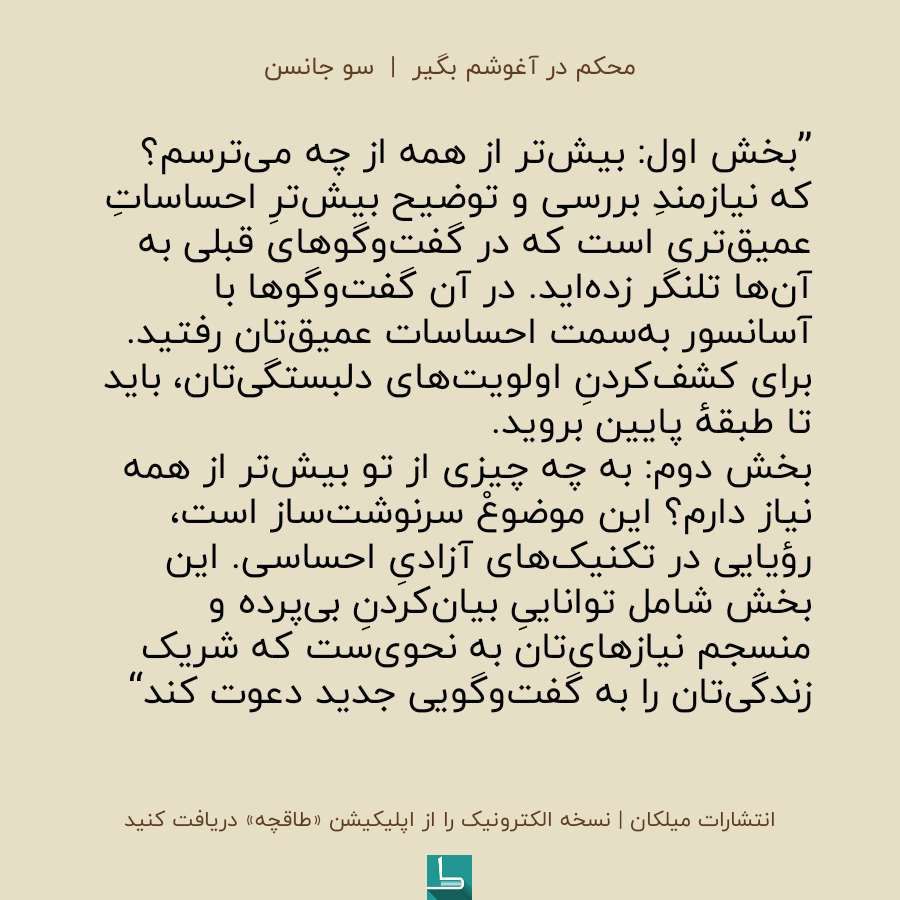 محکم در آغوشم بگیر | سو جانسن
”بخش اول: بیش‌تر از همه از چه می‌ترسم؟
که نیازمندِ بررسی و توضیح بیش‌ترِ احساساتِ
عمیق‌تری است که در گفت‌وگوهای قبلی به
آن‌ها تلنگر زده‌اید. در آن گفت‌وگوها با
آسانسور به‌سمت احساسات عمیق‌تان رفتید.
برای کشف‌کردنِ اولویت‌های دلبستگی‌تان، باید
تا طبقهٔ پایین بروید.
بخش دوم: به چه چیزی از تو بیش‌تر از همه
نیاز دارم؟ این موضوعْ سرنوشت‌ساز است،
رؤیایی در تکنیک‌های آزادیِ احساسی. این
بخش شامل تواناییِ بیان‌کردنِ بی‌پرده و
منسجم نیازهای‌تان به نحوی‌ست که شریک
زندگی‌تان را به گفت‌وگویی جدید دعوت کند“
انتشارات میلکان | نسخه الکترونیک را از اپلیکیشن «طاقچه» دریافت کنید